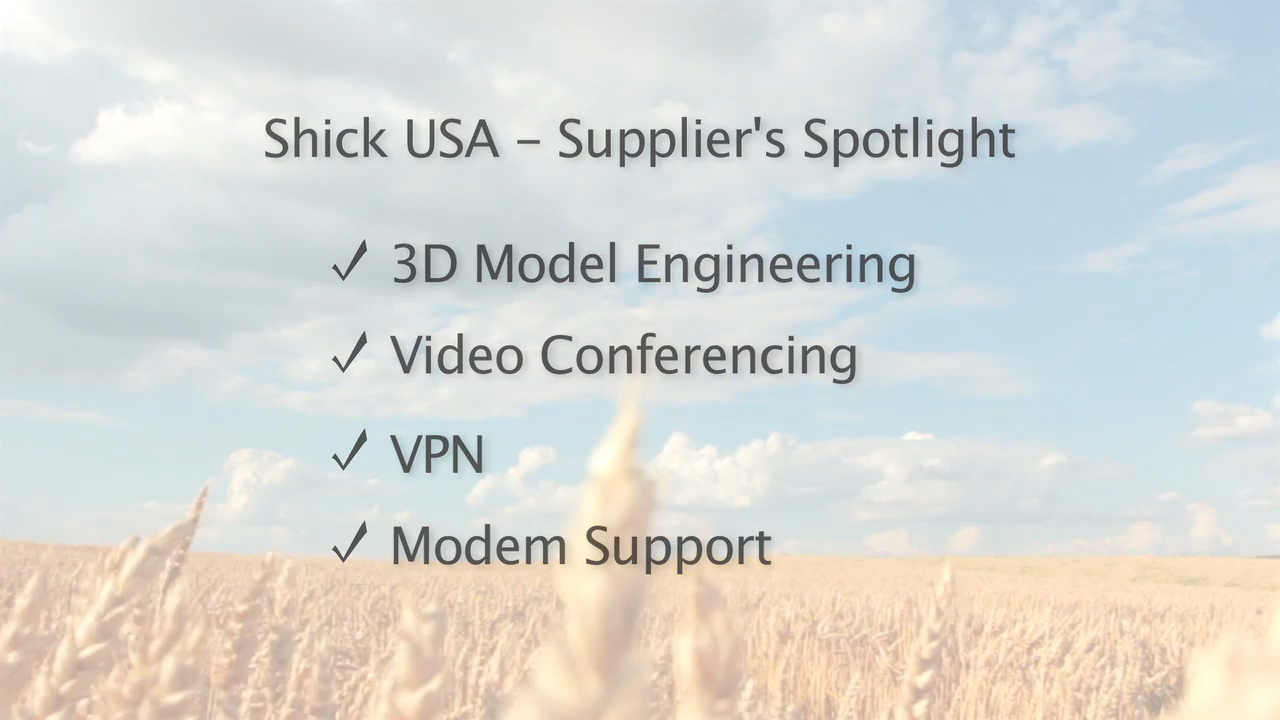 Shick USA – Supplier's Spotlight
✓ 3D Model Engineering
✓ Video Conferencing
✓ VPN
✓ Modem Support